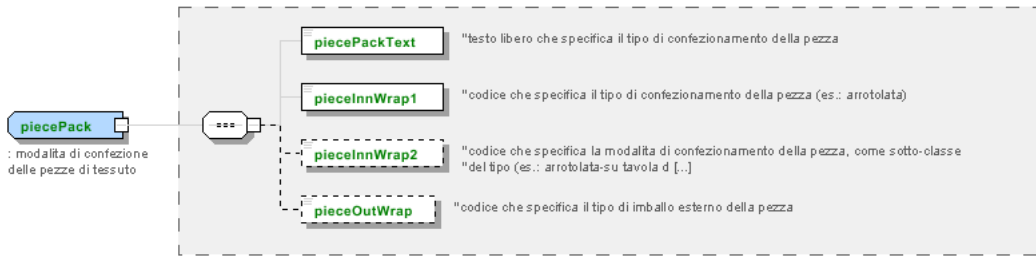 piecePackText
"testo libero che specifica il tipo di confezionamento della pezza
pieceInnWrap1
"codice che specifica il tipo di confezionamento della pezza (es.: arrotolata)
piecePack
: modalita di confezione
delle pezze di tessuto
pieceInnWrap2
"codice che specifica la modalita di confezionamento della pezza, come sotto-classe
"del tipo (es.: arrotolata-su tavola d [...]
pieceOutWrap
"codice che specifica il tipo di imballo esterno della pezza